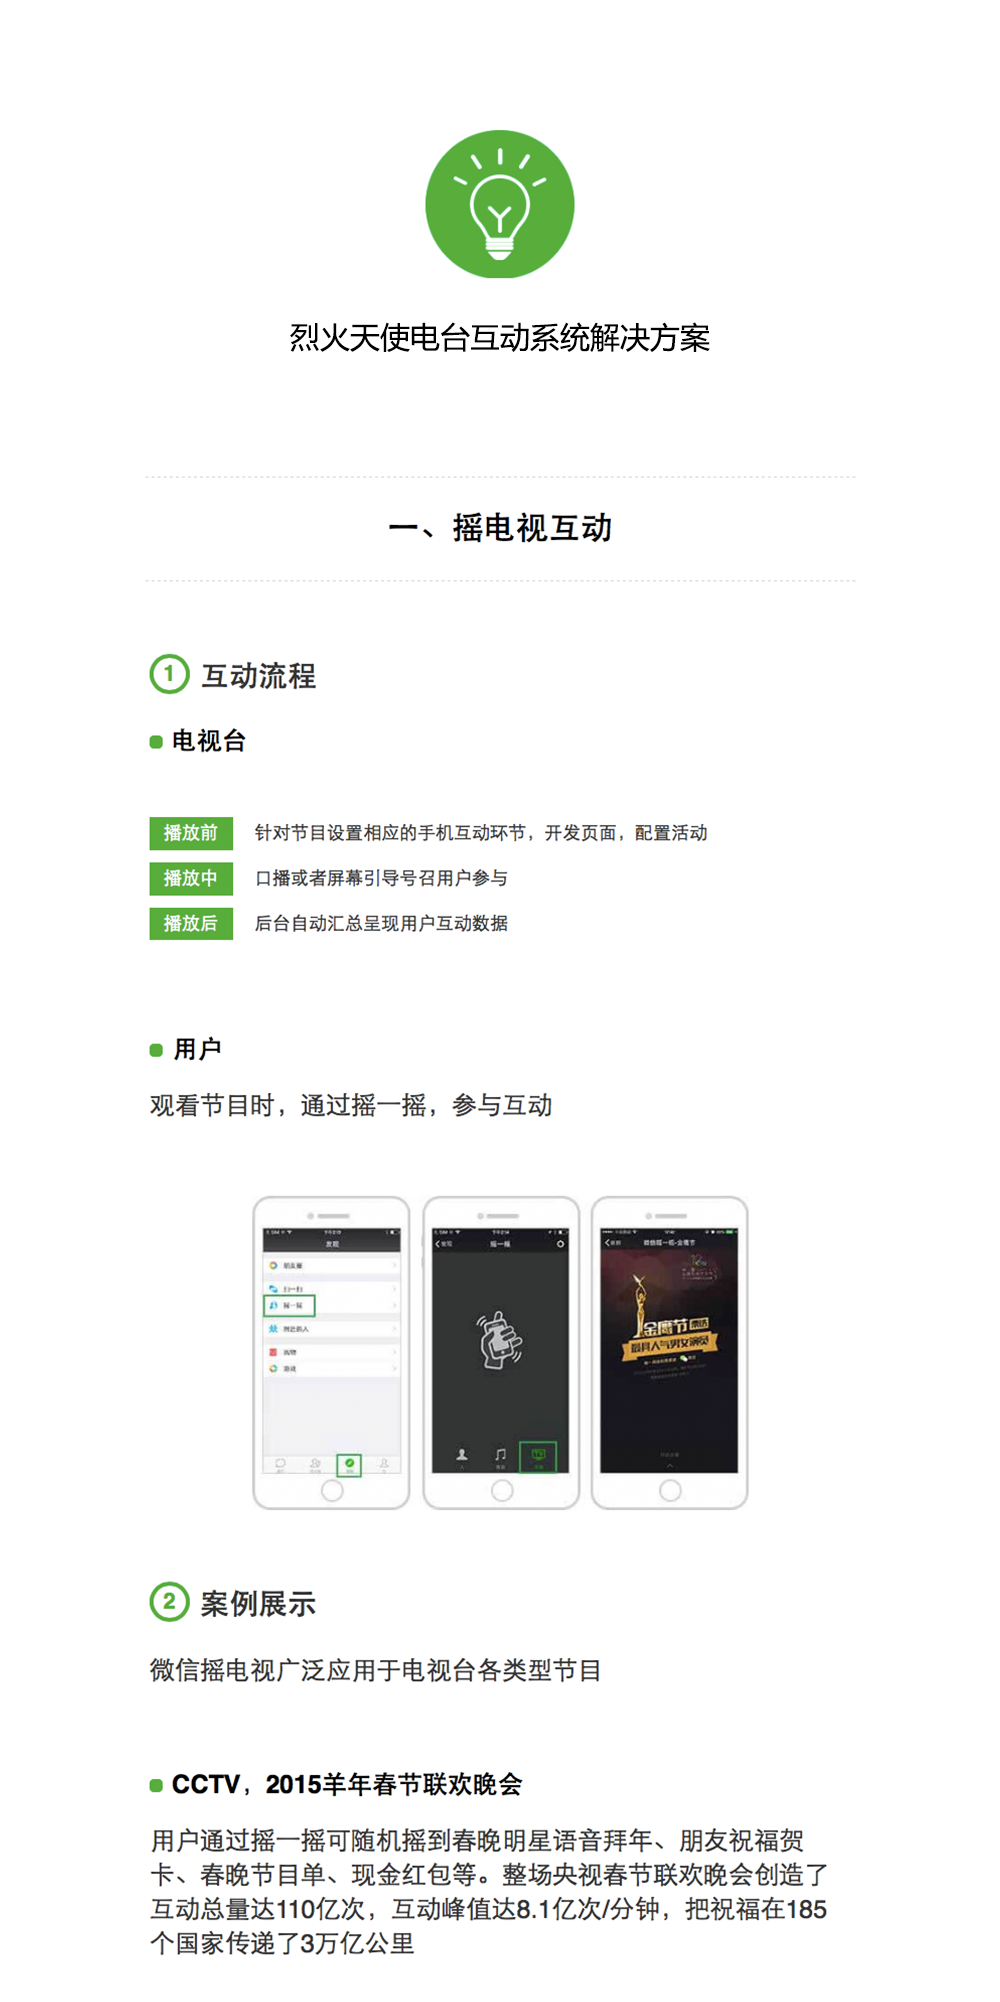 烈火天使电台互动系统解决方案
一、摇电视互动
1 互动流程
电视台
播放前 针对节目设置相应的手机互动环节，开发页面，配置活动
播放中 口播或者屏幕引导号召用户参与
播放后 后台自动汇总呈现用户互动数据
用户
观看节目时，通过摇一摇，参与互动
发现
朋友圈
扫一扫
摇一摇
附近的人
购物
游戏
摇一摇
TV
微信摇一摇-金鹰节
金鹰节 票选
最具人气男女演员
2 案例展示
微信摇电视广泛应用于电视台各类型节目
CCTV，2015羊年春节联欢晚会
用户通过摇一摇可随机摇到春晚明星语音拜年、朋友祝福贺
卡、春晚节目单、现金红包等。整场央视春节联欢晚会创造了
互动总量达110亿次，互动峰值达8.1亿次/分钟，把祝福在185
个国家传递了3万亿公里